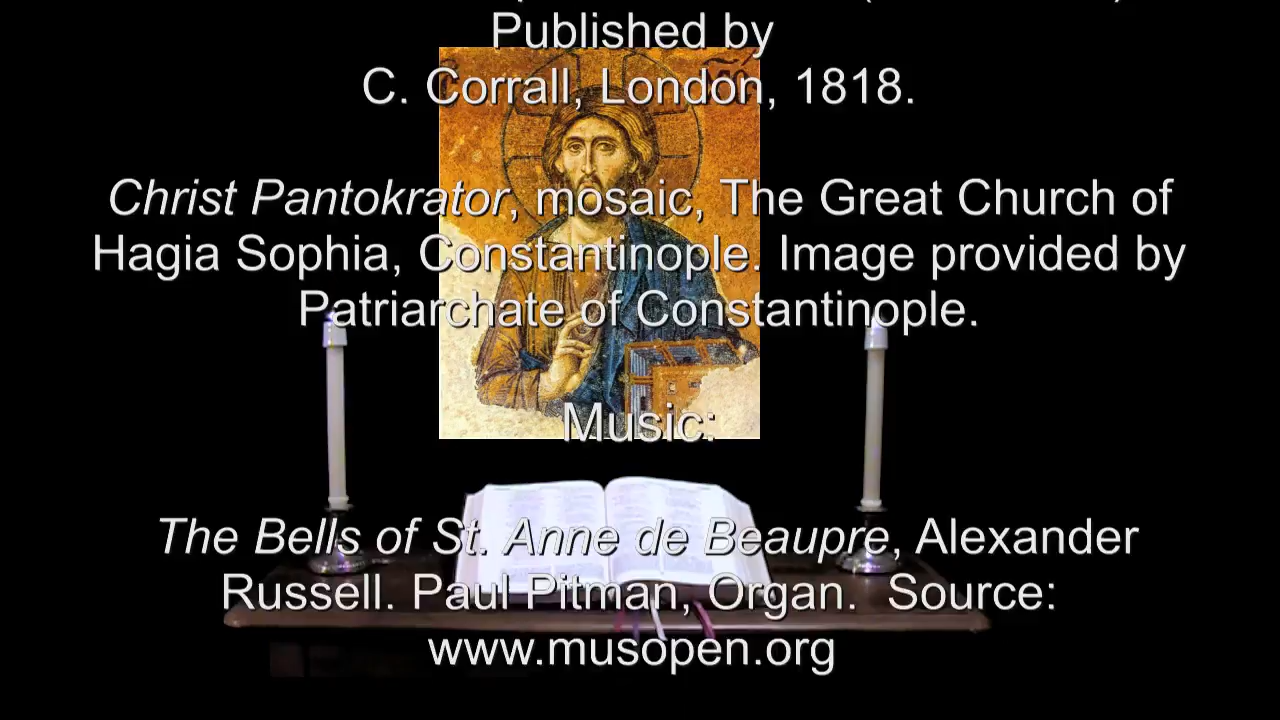 Published by
C. Corrall, London, 1818.
Christ Pantokrator, mosaic, The Great Church of
Hagia Sophia, Constantinople. Image provided by
Patriarchate of Constantinople.
Music:
The Bells of St. Anne de Beaupre, Alexander
Russell. Paul Pitman, Organ. Source:
www.musopen.org